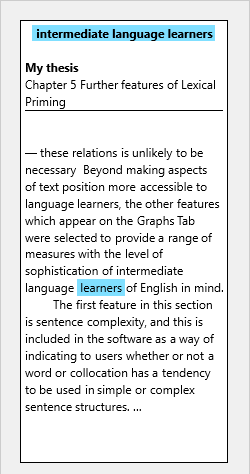 intermediate language learners
My thesis
Chapter 5 Further features of Lexical
Priming
— these relations is unlikely to be
necessary  Beyond making aspects
of text position more accessible to
language learners, the other features
which appear on the Graphs Tab
were selected to provide a range of
measures with the level of
sophistication of intermediate
language learners of English in mind.
The first feature in this section
is sentence complexity, and this is
included in the software as a way of
indicating to users whether or not a
word or collocation has a tendency
to be used in simple or complex
sentence structures. ...